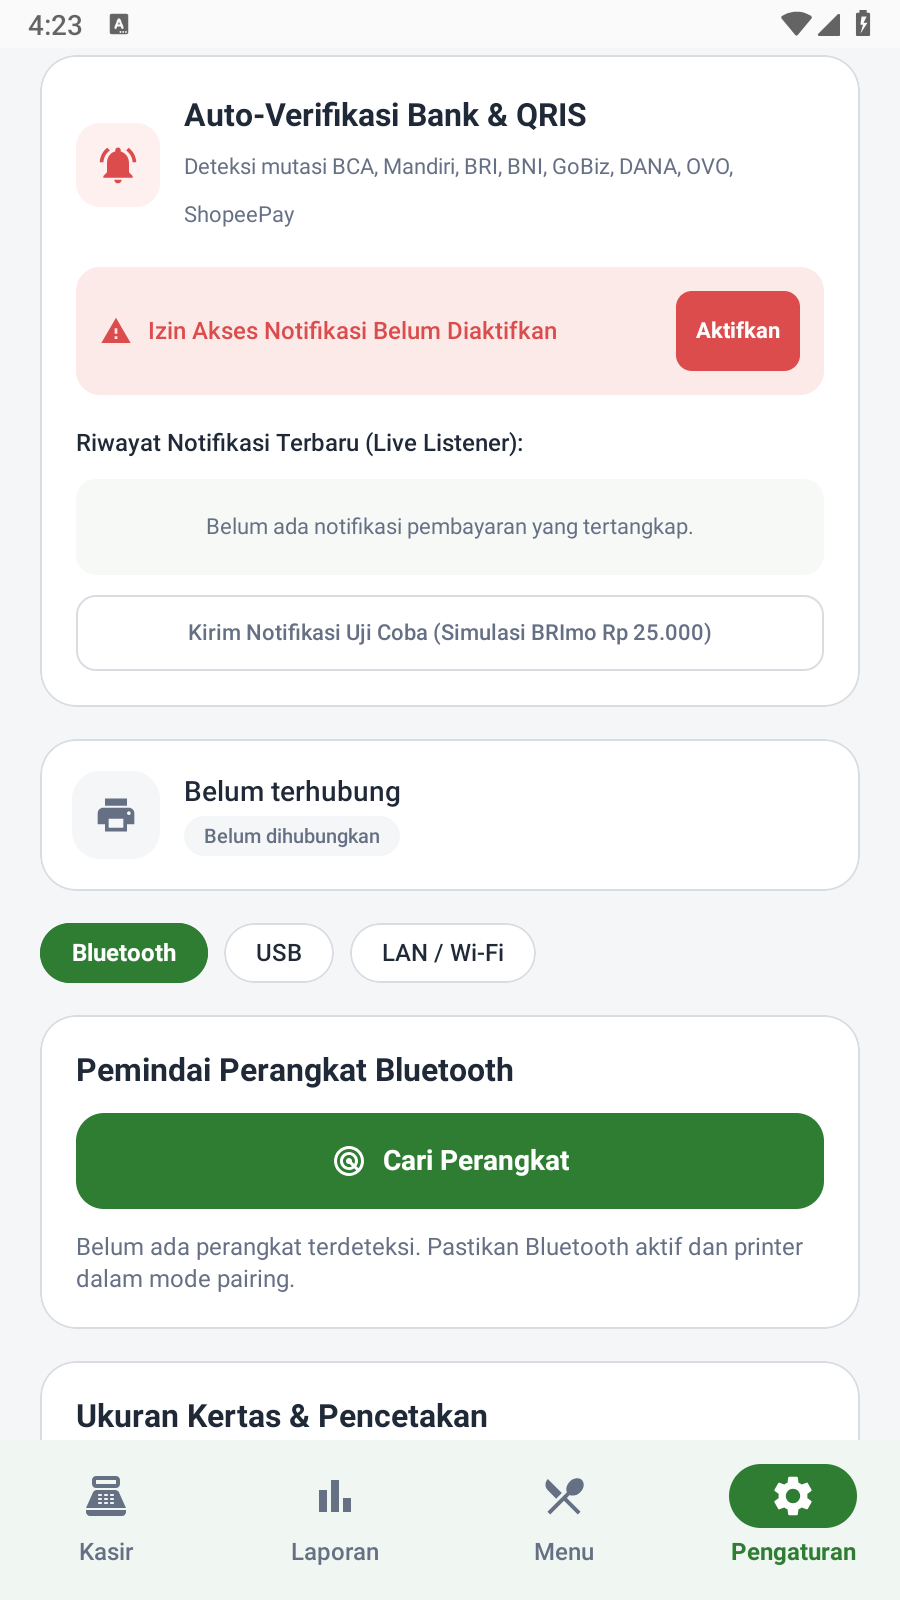 4:23
A
Auto-Verifikasi Bank & QRIS
Deteksi mutasi BCA, Mandiri, BRI, BNI, GoBiz, DANA, OVO,
ShopeePay
Izin Akses Notifikasi Belum Diaktifkan
Aktifkan
Riwayat Notifikasi Terbaru (Live Listener):
Belum ada notifikasi pembayaran yang tertangkap.
Kirim Notifikasi Uji Coba (Simulasi BRImo Rp 25.000)
Belum terhubung
Belum dihubungkan
Bluetooth
USB
LAN / Wi-Fi
Pemindai Perangkat Bluetooth
Cari Perangkat
Belum ada perangkat terdeteksi. Pastikan Bluetooth aktif dan printer
dalam mode pairing.
Ukuran Kertas & Pencetakan
Kasir
Laporan
Menu
Pengaturan